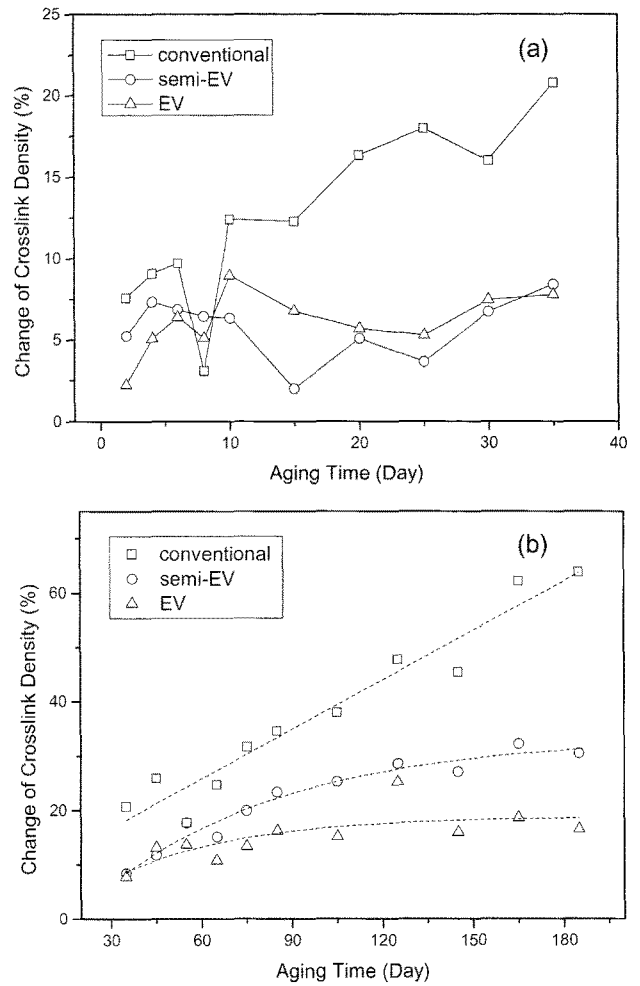 25
20
15
10
5
0
Change of Crosslink Density (%)
(a)
conventional
semi-EV
EV
0 10 20 30 40
Aging Time (Day)
60
40
20
0
Change of Crosslink Density (%)
(b)
conventional
semi-EV
EV
30 60 90 120 150 180
Aging Time (Day)